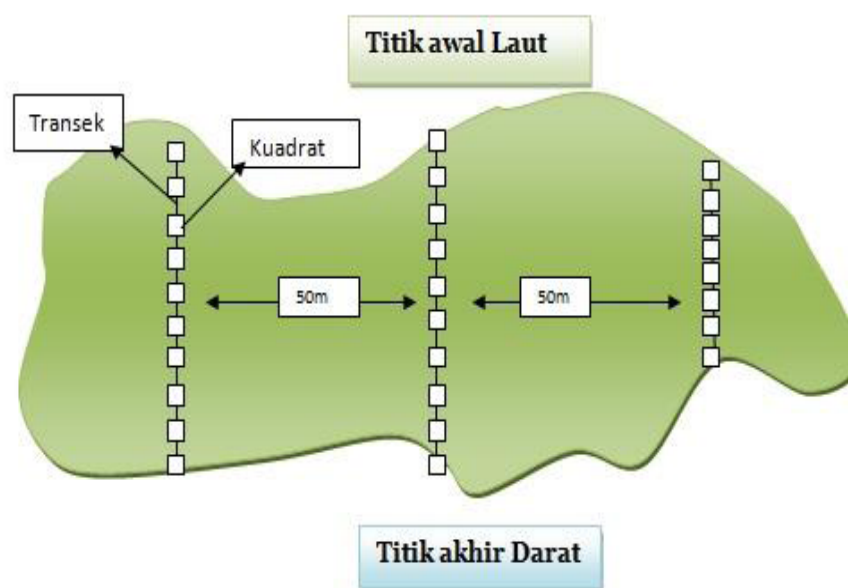 Titik awal Laut
Transek
Kuadrat
50m
50m
Titik akhir Darat